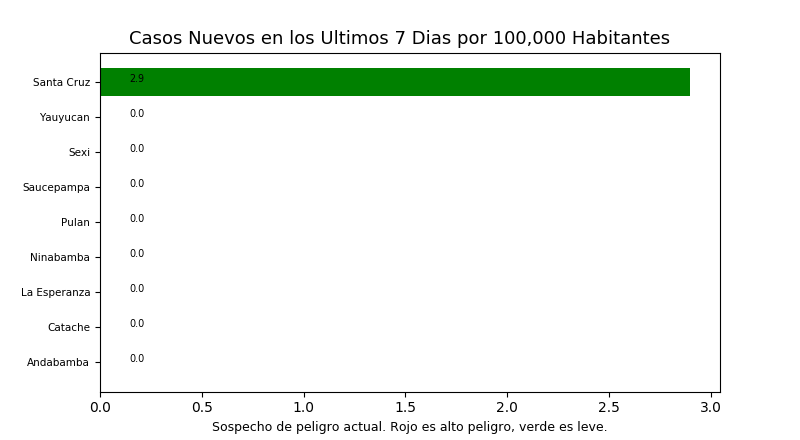 Casos Nuevos en los Ultimos 7 Dias por 100,000 Habitantes
Santa Cruz 2.9
Yauyucan 0.0
Sexi 0.0
Saucepampa 0.0
Pulan 0.0
Ninabamba 0.0
La Esperanza 0.0
Catache 0.0
Andabamba 0.0
0.0 0.5 1.0 1.5 2.0 2.5 3.0
Sospecho de peligro actual. Rojo es alto peligro, verde es leve.